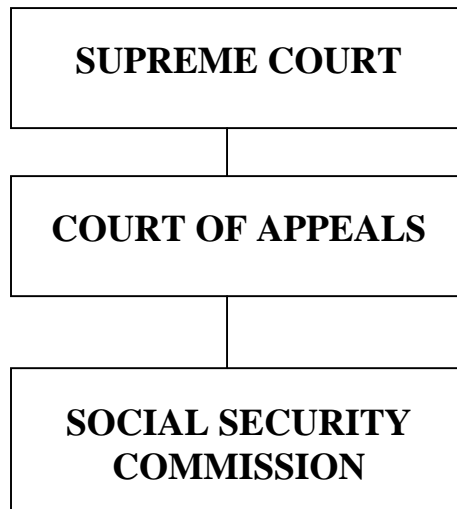 SUPREME COURT
COURT OF APPEALS
SOCIAL SECURITY
COMMISSION